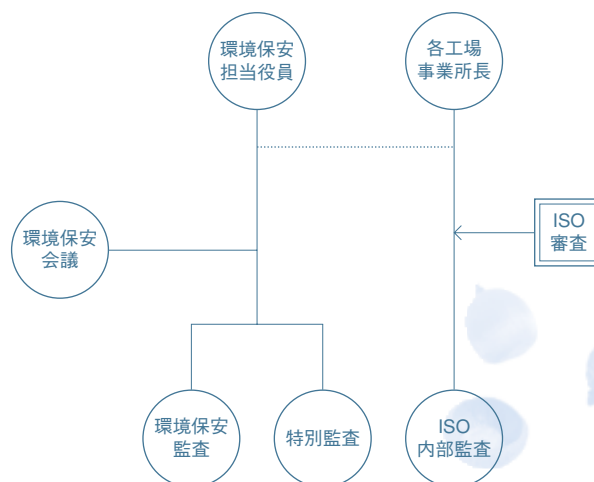 環境保安
担当役員
各工場
事業所長
ISO
審査
環境保安
会議
環境保安
監査
特別監査
ISO
内部監査